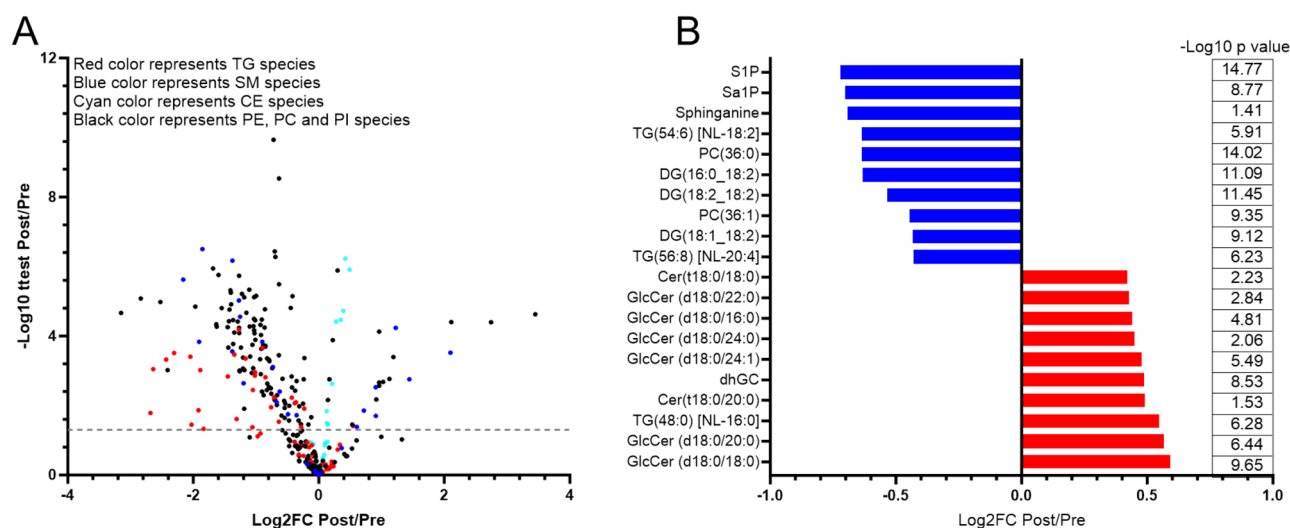 A
Red color represents TG species
Blue color represents SM species
Cyan color represents CE species
Black color represents PE, PC and PI species
-Log10 ttest Post/Pre
12
8
4
0
-4
-2
0
2
4
Log2FC Post/Pre
B
-Log10 p value
S1P 14.77
Sa1P 8.77
Sphinganine 1.41
TG(54:6) [NL-18:2] 5.91
PC(36:0) 14.02
DG(16:0_18:2) 11.09
DG(18:2_18:2) 11.45
PC(36:1) 9.35
DG(18:1_18:2) 9.12
TG(56:8) [NL-20:4] 6.23
Cer(t18:0/18:0) 2.23
GlcCer (d18:0/22:0) 2.84
GlcCer (d18:0/16:0) 4.81
GlcCer (d18:0/24:0) 2.06
GlcCer (d18:0/24:1) 5.49
dhGC 8.53
Cer(t18:0/20:0) 1.53
TG(48:0) [NL-16:0] 6.28
GlcCer (d18:0/20:0) 6.44
GlcCer (d18:0/18:0) 9.65
-1.0
-0.5
0.0
0.5
1.0
Log2FC Post/Pre